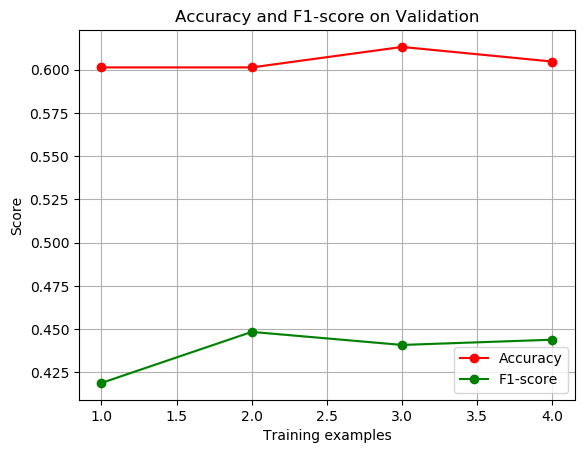 Accuracy and F1-score on Validation
Score
0.600
0.575
0.550
0.525
0.500
0.475
0.450
0.425
Accuracy
F1-score
1.0 1.5 2.0 2.5 3.0 3.5 4.0
Training examples